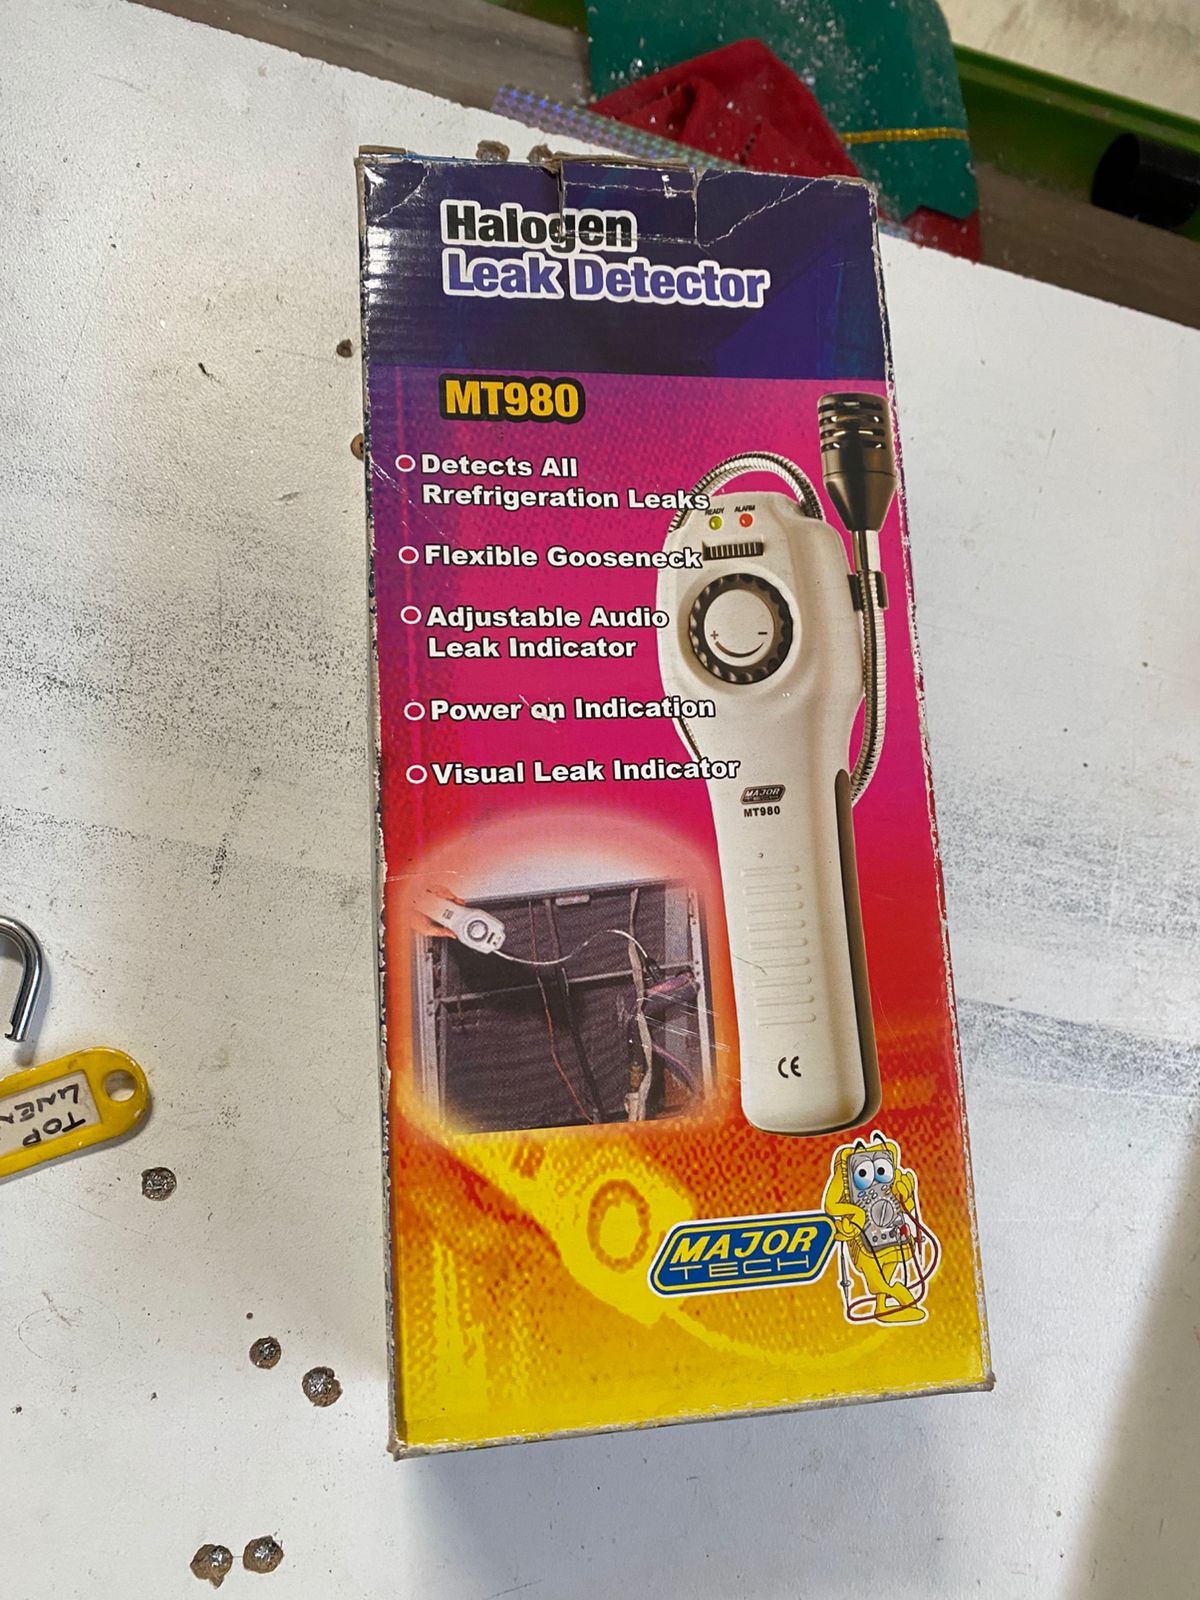 Halogen
Leak Detector
MT980
Detects All
Rrefrigeration Leaks
READY ALARM
Flexible Gooseneck
Adjustable Audio
Leak Indicator
+ -
Power on Indication
Visual Leak Indicator
MAJOR
MT980
CE
MAJOR
TECH
TOP